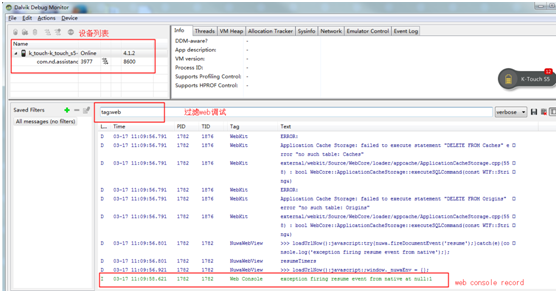 Dalvik Debug Monitor
File Edit Actions Device
设备列表
Name
k_touch-k_touch_s5- Online 4.1.2
com.nd.assistanc 3977 8600
Info Threads VM Heap Allocation Tracker Sysinfo Network Emulator Control Event Log
DDM-aware?
App description:
VM version:
Process ID:
Supports Profiling Control:
Supports HPROF Control:
K-Touch S5
Saved Filters
All messages (no filters)
tag:web
过滤web调试
verbose
L... Time PID TID Tag Text
D 03-17 11:09:56.791 1782 1876 WebKit ERROR:
D 03-17 11:09:56.791 1782 1876 WebKit Application Cache Storage: failed to execute statement "DELETE FROM Caches" e
rror "no such table: Caches"
D 03-17 11:09:56.791 1782 1876 WebKit external/webkit/Source/WebCore/loader/appcache/ApplicationCacheStorage.cpp(55
8) : bool WebCore::ApplicationCacheStorage::executeSQLCommand(const WTF::Stri
ng&)
D 03-17 11:09:56.791 1782 1876 WebKit ERROR:
D 03-17 11:09:56.791 1782 1876 WebKit Application Cache Storage: failed to execute statement "DELETE FROM Origins"
rror "no such table: Origins"
D 03-17 11:09:56.791 1782 1876 WebKit external/webkit/Source/WebCore/loader/appcache/ApplicationCacheStorage.cpp(55
8) : bool WebCore::ApplicationCacheStorage::executeSQLCommand(const WTF::Stri
ng&)
D 03-17 11:09:56.801 1782 1782 NuwaWebView >>> loadUrlNow():javascript:try{nuwa.fireDocumentEvent('resume');}catch(e){co
nsole.log('exception firing resume event from native');};
D 03-17 11:09:56.801 1782 1782 NuwaWebView resumeTimers
D 03-17 11:09:56.921 1782 1782 NuwaWebView >>> loadUrlNow():javascript:window._nuwaEnv = {};
I 03-17 11:09:58.621 1782 1782 Web Console exception firing resume event from native at null:1
web console record